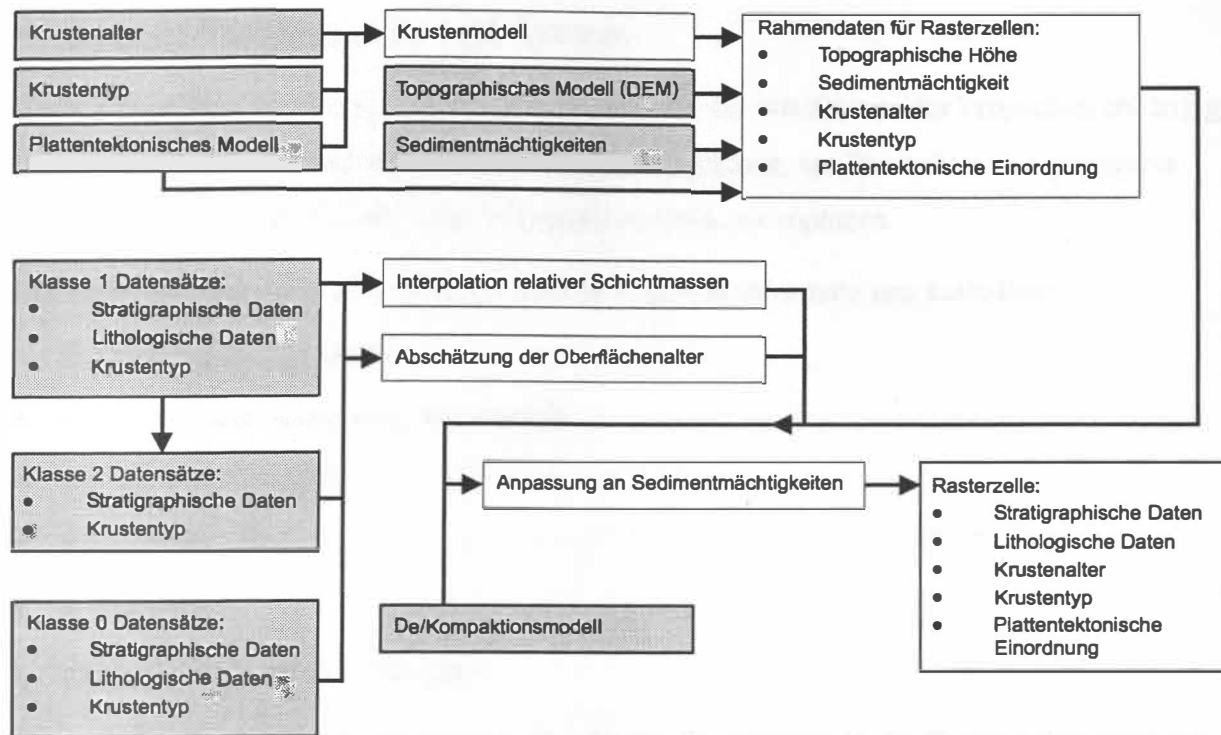 Krustenalter
Krustentyp
Plattentektonisches Modell
Krustenmodell
Topographisches Modell (DEM)
Sedimentmächtigkeiten
Rahmendaten für Rasterzellen:
• Topographische Höhe
• Sedimentmächtigkeit
• Krustenalter
• Krustentyp
• Plattentektonische Einordnung
Klasse 1 Datensätze:
• Stratigraphische Daten
• Lithologische Daten
• Krustentyp
Interpolation relativer Schichtmassen
Abschätzung der Oberflächenalter
Klasse 2 Datensätze:
• Stratigraphische Daten
• Krustentyp
Anpassung an Sedimentmächtigkeiten
Rasterzelle:
• Stratigraphische Daten
• Lithologische Daten
• Krustenalter
• Krustentyp
• Plattentektonische
Einordnung
Klasse 0 Datensätze:
• Stratigraphische Daten
• Lithologische Daten
• Krustentyp
De/Kompaktionsmodell